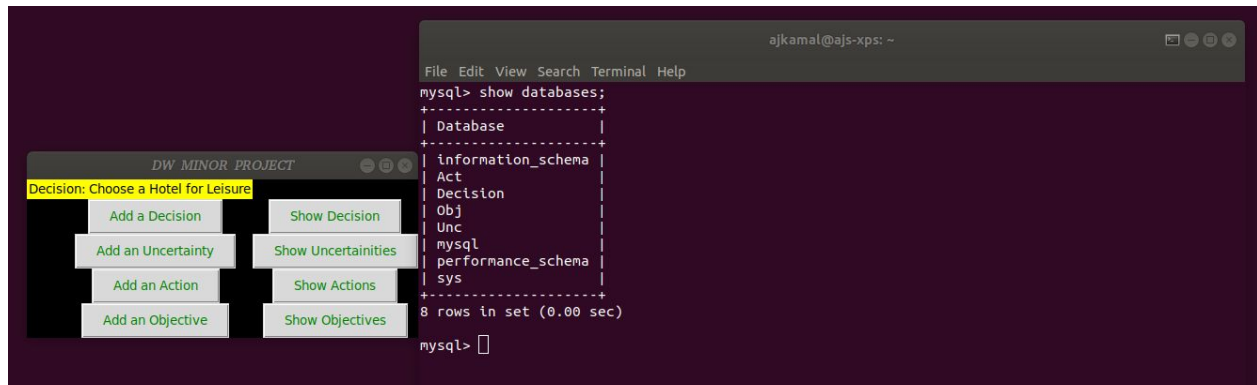 DW MINOR PROJECT
Decision: Choose a Hotel for Leisure
Add a Decision Show Decision
Add an Uncertainty Show Uncertainities
Add an Action Show Actions
Add an Objective Show Objectives
ajkamal@ajs-xps: ~
File Edit View Search Terminal Help
mysql> show databases;
+--------------------+
| Database |
+--------------------+
| information_schema |
| Act |
| Decision |
| Obj |
| Unc |
| mysql |
| performance_schema |
| sys |
+--------------------+
8 rows in set (0.00 sec)
mysql>